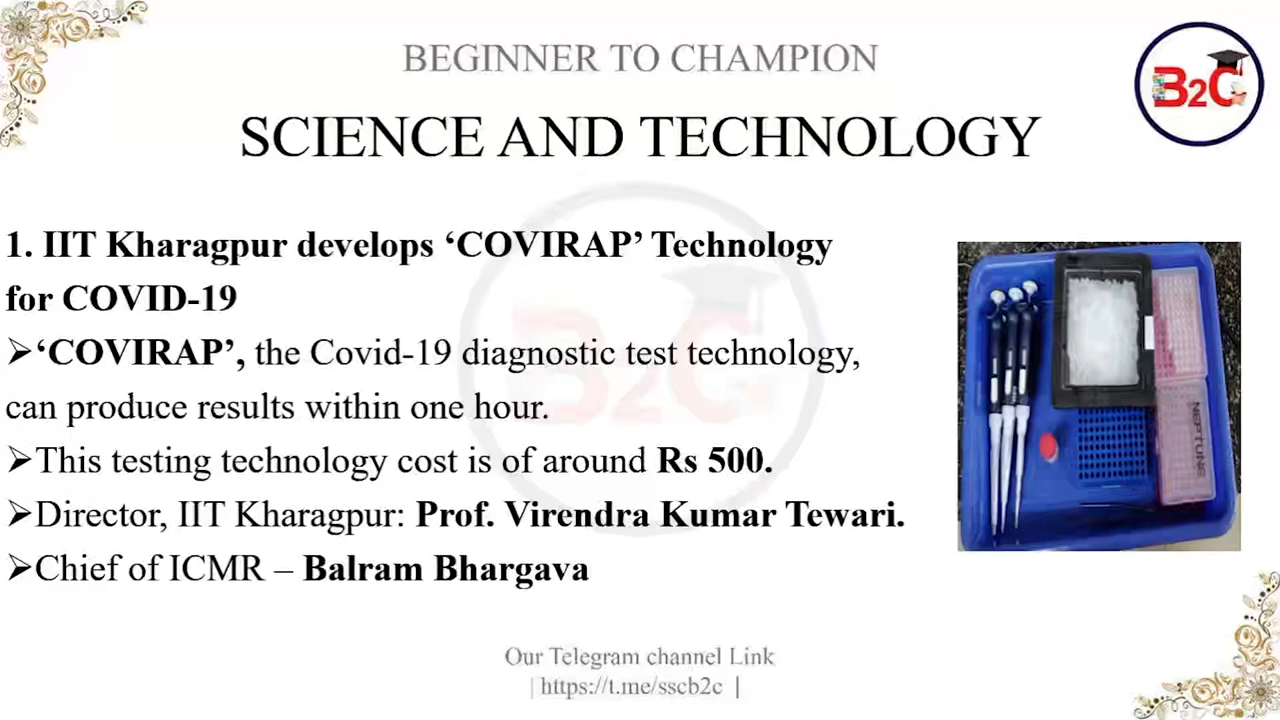 BEGINNER TO CHAMPION
B2C
SCIENCE AND TECHNOLOGY
1. IIT Kharagpur develops ‘COVIRAP’ Technology
for COVID-19
➢‘COVIRAP’, the Covid-19 diagnostic test technology,
can produce results within one hour.
➢This testing technology cost is of around Rs 500.
➢Director, IIT Kharagpur: Prof. Virendra Kumar Tewari.
➢Chief of ICMR – Balram Bhargava
B2C
NEPTUNE
Our Telegram channel Link
| https://t.me/sscb2c |